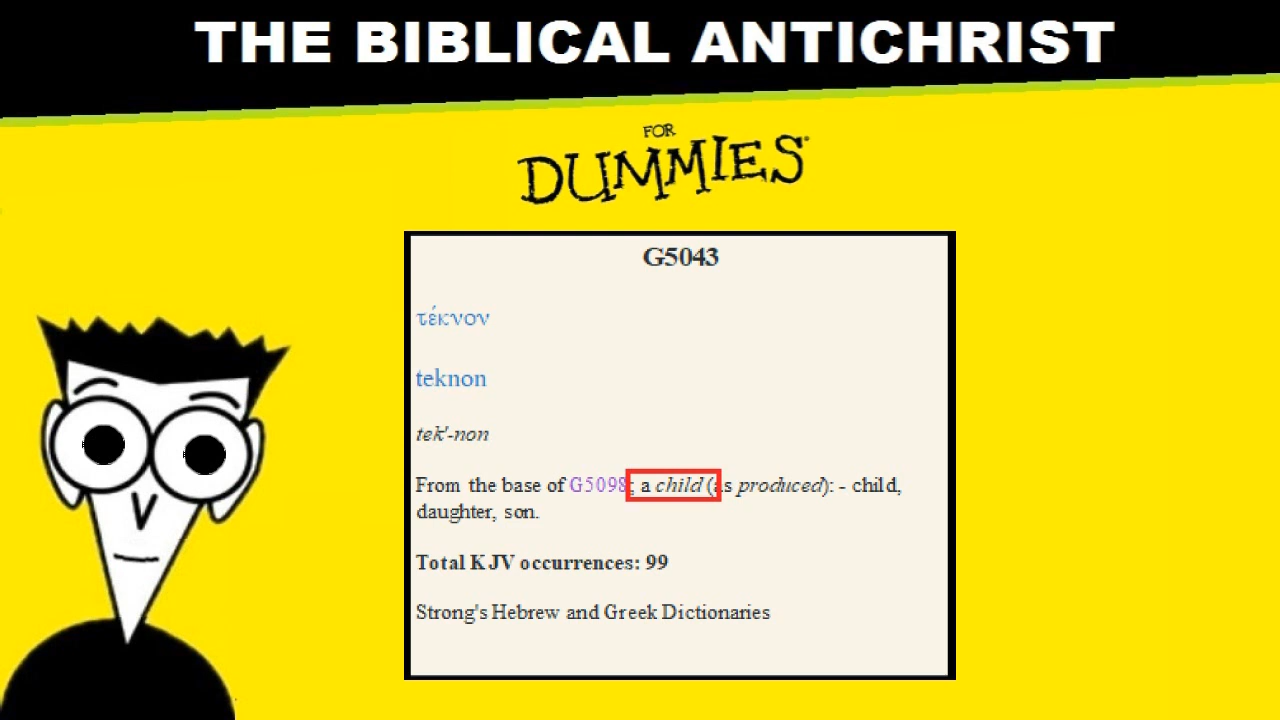 THE BIBLICAL ANTICHRIST
FOR
DUMMIES
G5043
τέκνον
teknon
tek'-non
From the base of G5098; a child (as produced): - child,
daughter, son.
Total KJV occurrences: 99
Strong's Hebrew and Greek Dictionaries